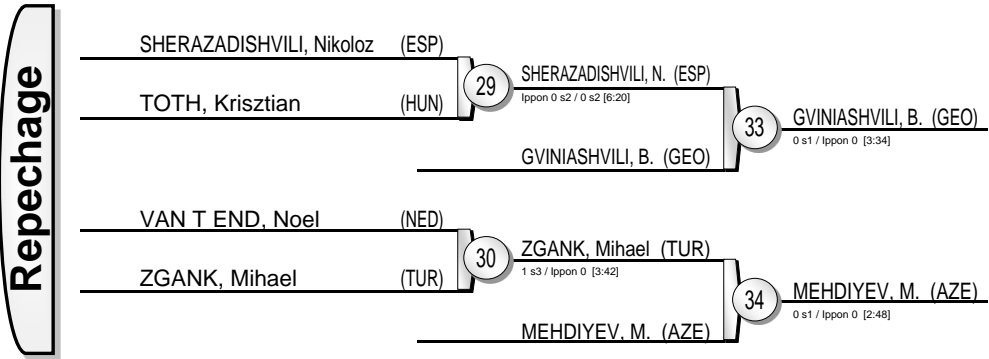 Repechage
SHERAZADISHVILI, Nikoloz (ESP)
TOTH, Krisztian (HUN)
29
SHERAZADISHVILI, N. (ESP)
Ippon 0 s2 / 0 s2 [6:20]
GVINIASHVILI, B. (GEO)
33
GVINIASHVILI, B. (GEO)
0 s1 / Ippon 0 [3:34]
VAN T END, Noel (NED)
ZGANK, Mihael (TUR)
30
ZGANK, Mihael (TUR)
1 s3 / Ippon 0 [3:42]
MEHDIYEV, M. (AZE)
34
MEHDIYEV, M. (AZE)
0 s1 / Ippon 0 [2:48]